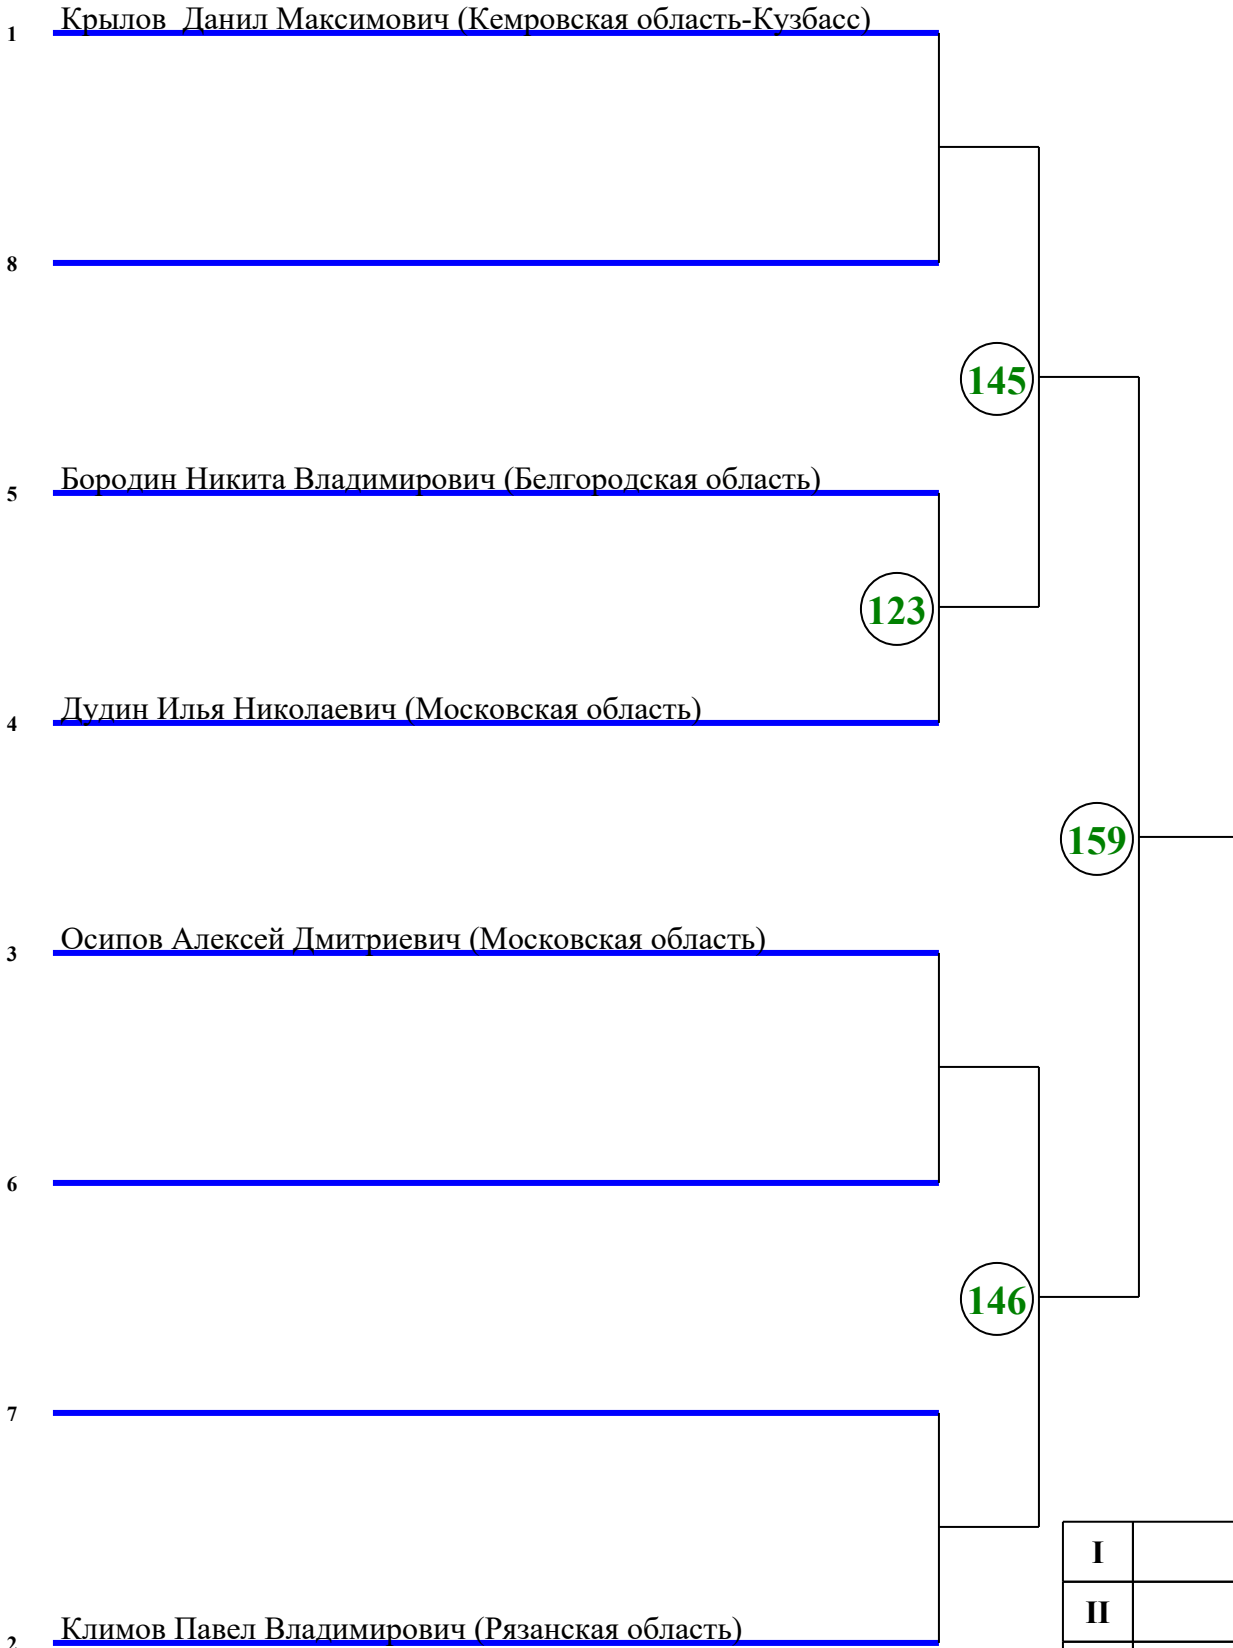 1 Крылов  Данил Максимович (Кемровская область-Кузбасс)
8
145
5 Бородин Никита Владимирович (Белгородская область)
123
4 Дудин Илья Николаевич (Московская область)
159
3 Осипов Алексей Дмитриевич (Московская область)
6
146
7
I
II
2 Климов Павел Владимирович (Рязанская область)